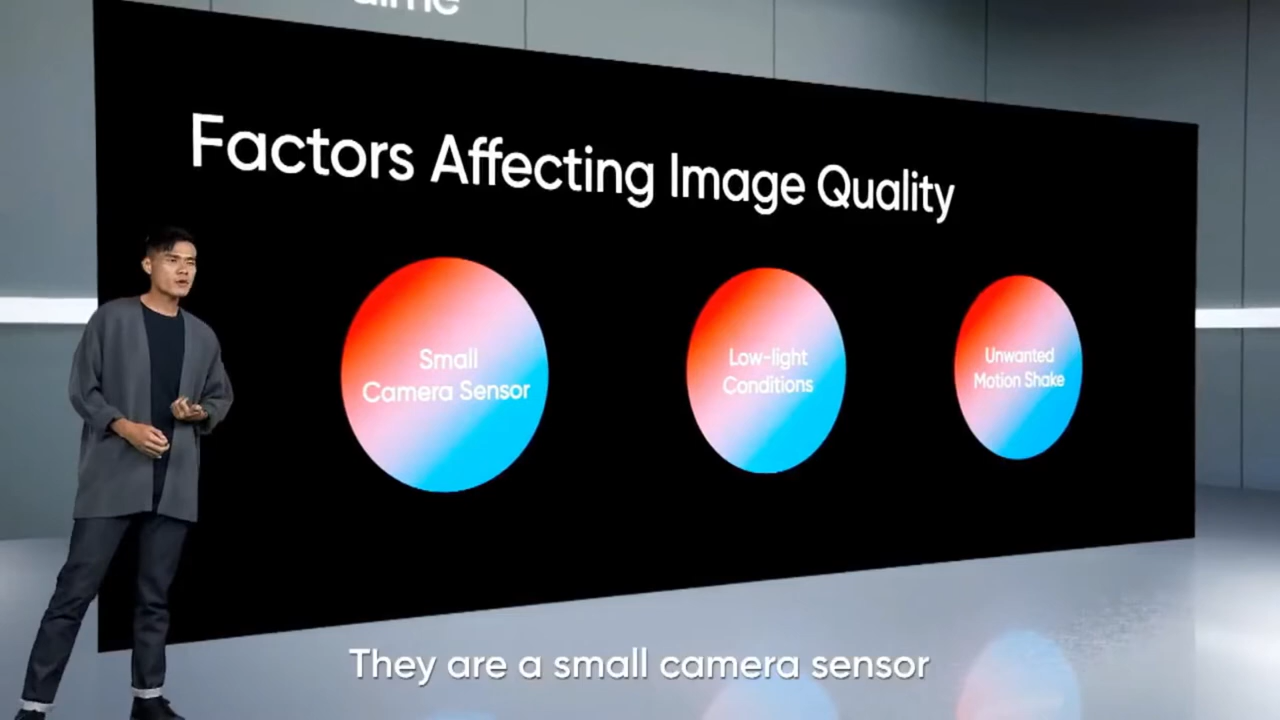 Factors Affecting Image Quality
Small
Camera Sensor
Low-light
Conditions
Unwanted
Motion Shake
They are a small camera sensor